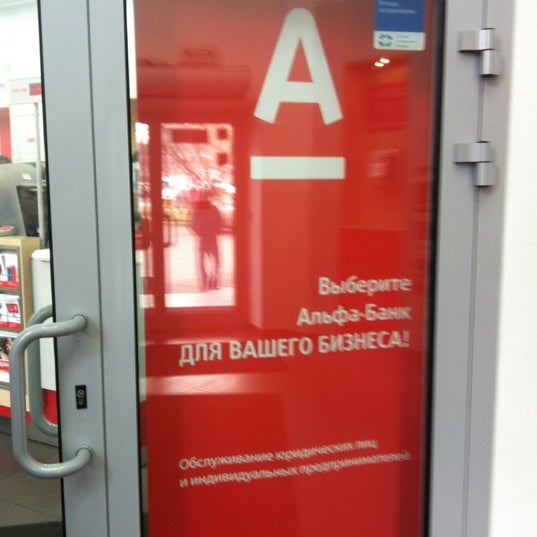 А
Выберите
Альфа-Банк
ДЛЯ ВАШЕГО БИЗНЕСА!
Обслуживание юридических лиц
и индивидуальных предпринимателей